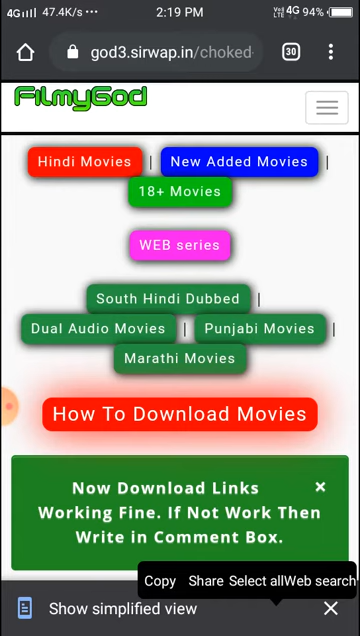 4G 47.4K/s ••• 2:19 PM VoLTE 4G 94%
god3.sirwap.in/choked- 30
FilmyGod
Hindi Movies | New Added Movies |
18+ Movies
WEB series
South Hindi Dubbed |
Dual Audio Movies | Punjabi Movies |
Marathi Movies
How To Download Movies
Now Download Links ×
Working Fine. If Not Work Then
Write in Comment Box.
Copy Share Select all Web search
Show simplified view ×